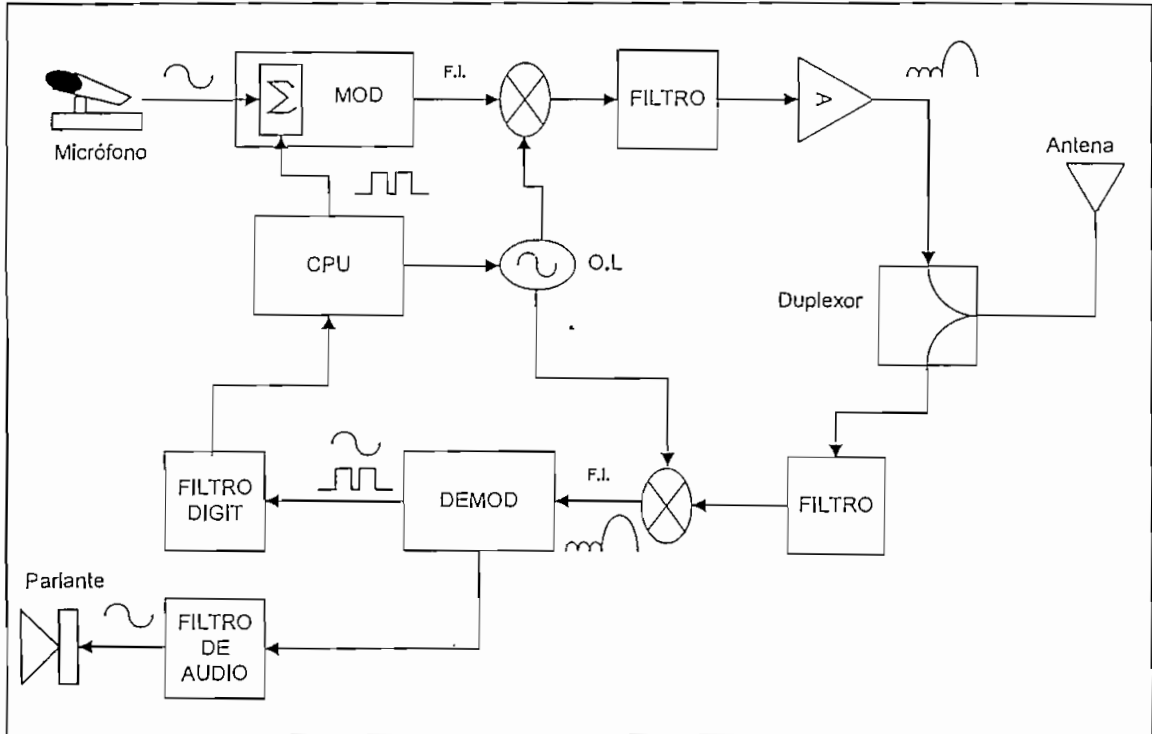 Micrófono
Σ
MOD
F.I.
FILTRO
A
Antena
CPU
O.L
Duplexor
FILTRO
DIGIT
DEMOD
F.I.
FILTRO
Parlante
FILTRO
DE
AUDIO